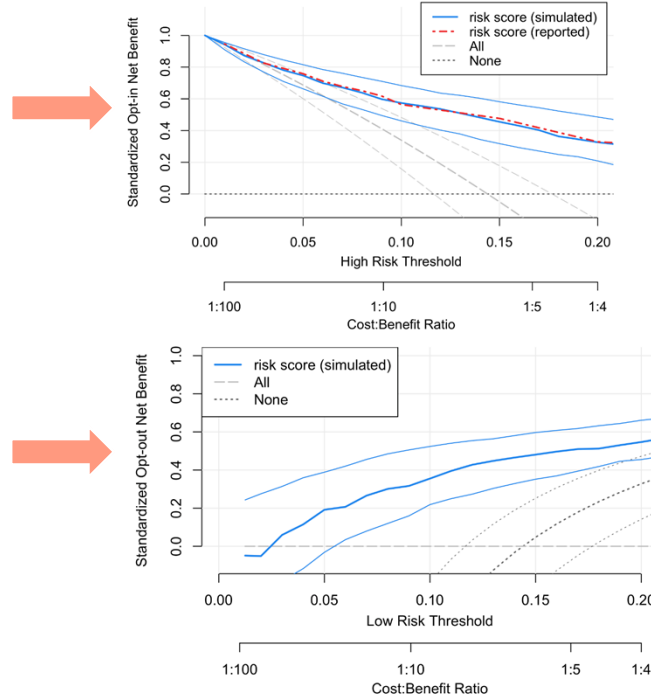 risk score (simulated)
risk score (reported)
All
None
Standardized Opt-in Net Benefit
1.0
0.8
0.6
0.4
0.2
0.0
0.00 0.05 0.10 0.15 0.20
High Risk Threshold
1:100 1:10 1:5 1:4
Cost:Benefit Ratio
risk score (simulated)
All
None
Standardized Opt-out Net Benefit
1.0
0.8
0.6
0.4
0.2
0.0
0.00 0.05 0.10 0.15 0.20
Low Risk Threshold
1:100 1:10 1:5 1:4
Cost:Benefit Ratio